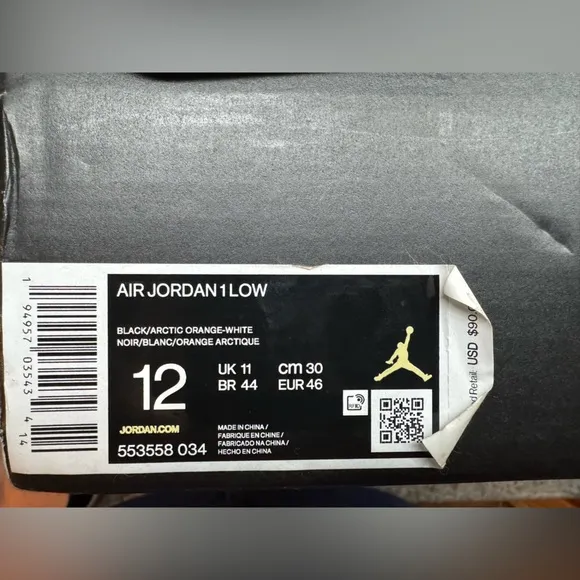 AIR JORDAN 1 LOW
BLACK/ARCTIC ORANGE-WHITE
NOIR/BLANC/ORANGE ARCTIQUE
12
UK 11
cm 30
BR 44
EUR 46
JORDAN.COM
553558 034
MADE IN CHINA /
FABRIQUE EN CHINE /
FABRICADO NA CHINA /
HECHO EN CHINA
1 94957 03543 4 14
Retail: USD $90.0